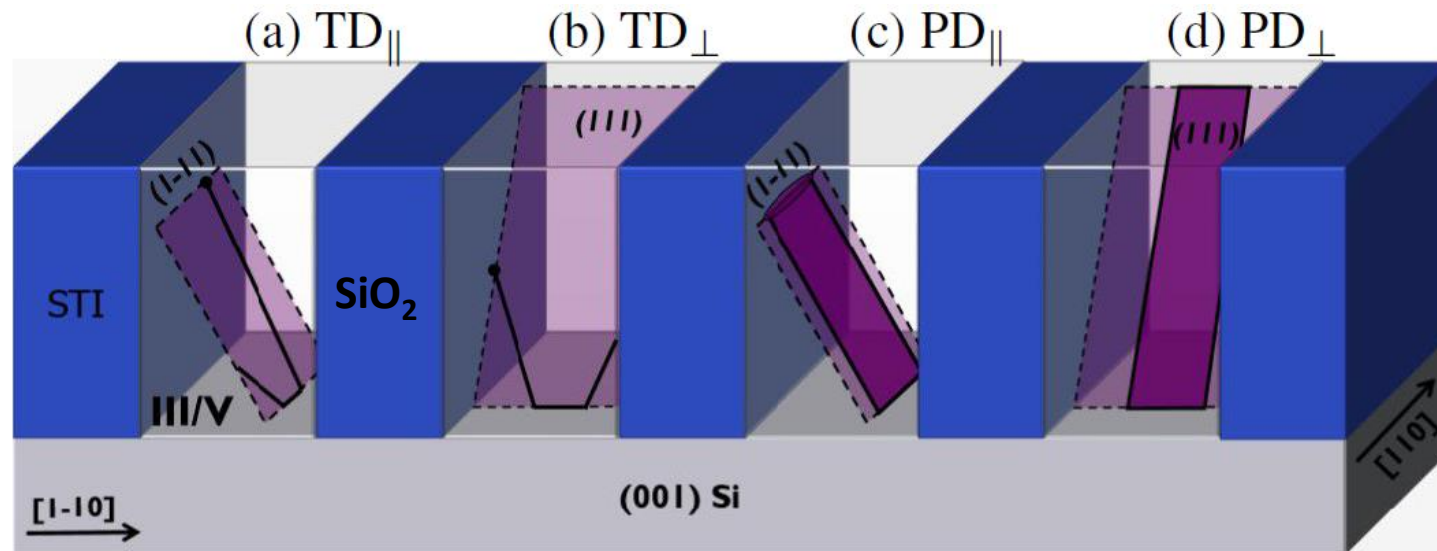 (a) TD∥ (b) TD⊥ (c) PD∥ (d) PD⊥
(1-11) (111) (1-11) (111)
STI SiO₂
III/V
[1-10] (001) Si [110]